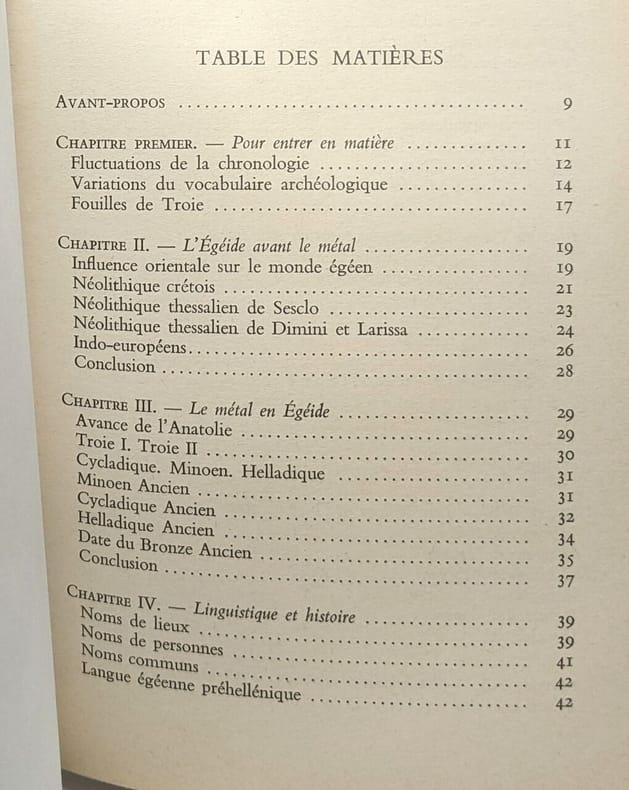 TABLE DES MATIÈRES
AVANT-PROPOS ........................................ 9
CHAPITRE PREMIER. — Pour entrer en matière .............. 11
Fluctuations de la chronologie ......................... 12
Variations du vocabulaire archéologique ............... 14
Fouilles de Troie ..................................... 17
CHAPITRE II. — L'Égéide avant le métal .................. 19
Influence orientale sur le monde égéen ................ 19
Néolithique crétois ................................... 21
Néolithique thessalien de Sesclo ....................... 23
Néolithique thessalien de Dimini et Larissa ............ 24
Indo-européens ........................................ 26
Conclusion ............................................ 28
CHAPITRE III. — Le métal en Égéide ...................... 29
Avance de l'Anatolie .................................. 29
Troie I. Troie II ..................................... 30
Cycladique. Minoen. Helladique ........................ 31
Minoen Ancien ......................................... 31
Cycladique Ancien ..................................... 32
Helladique Ancien ..................................... 34
Date du Bronze Ancien ................................. 35
Conclusion ............................................ 37
CHAPITRE IV. — Linguistique et histoire ................. 39
Noms de lieux ......................................... 39
Noms de personnes ..................................... 41
Noms communs .......................................... 42
Langue égéenne préhellénique .......................... 42